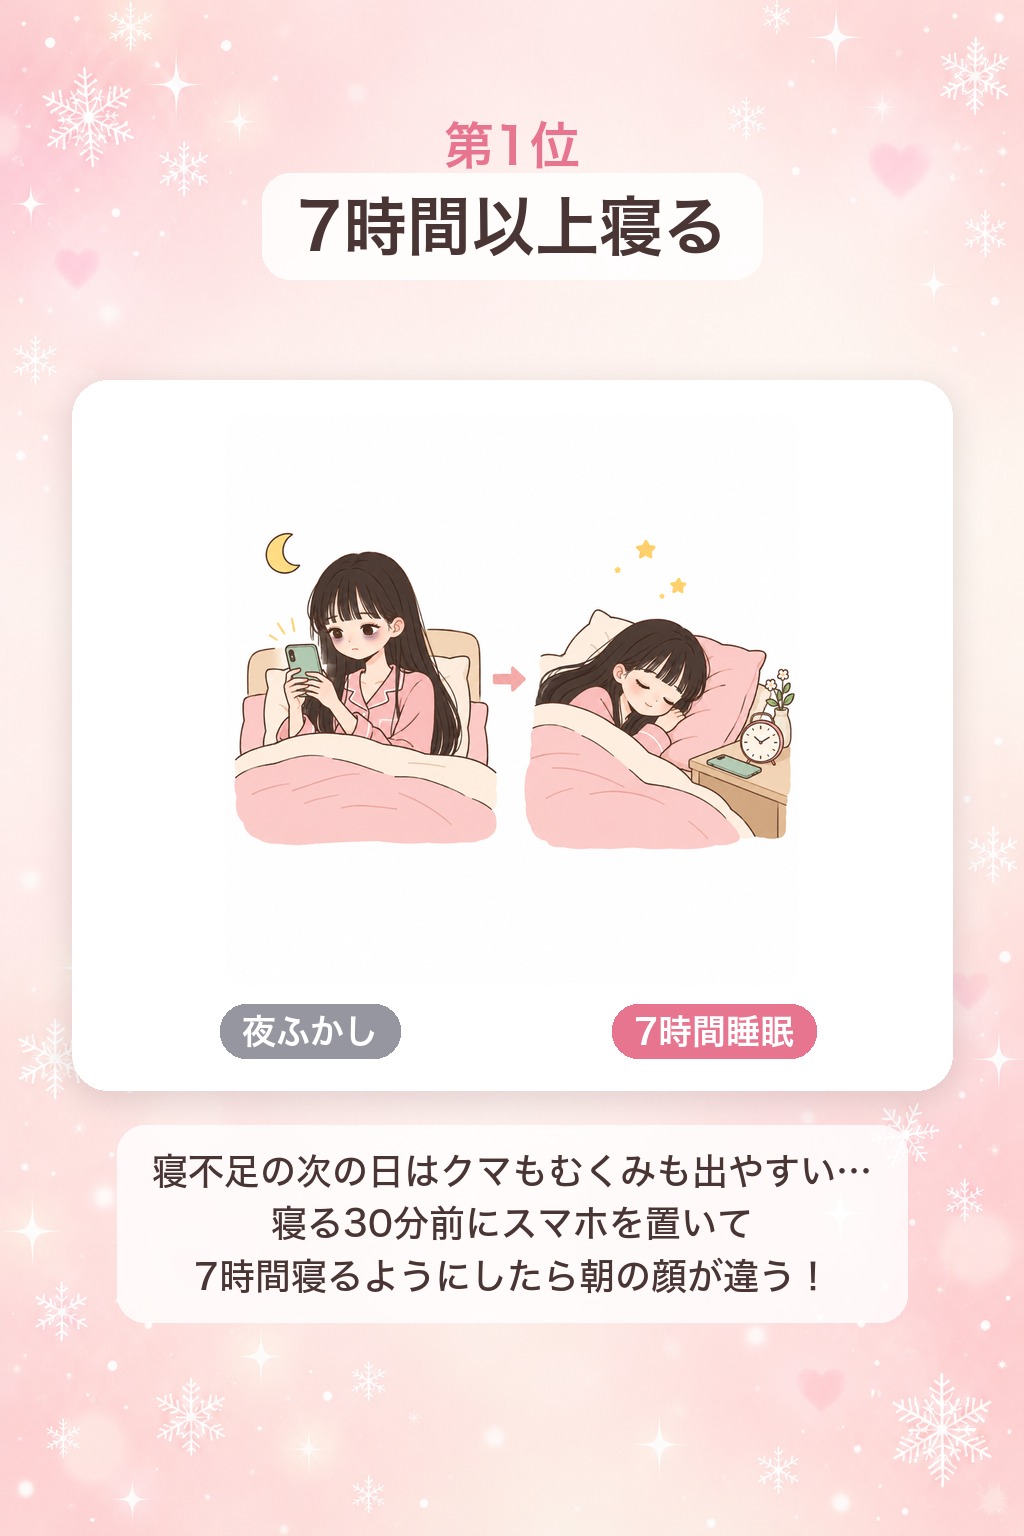 第1位
7時間以上寝る
夜ふかし
7時間睡眠
寝不足の次の日はクマもむくみも出やすい…
寝る30分前にスマホを置いて
7時間寝るようにしたら朝の顔が違う！